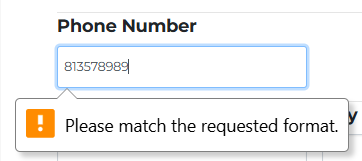 Phone Number
813578989
Please match the requested format.
y